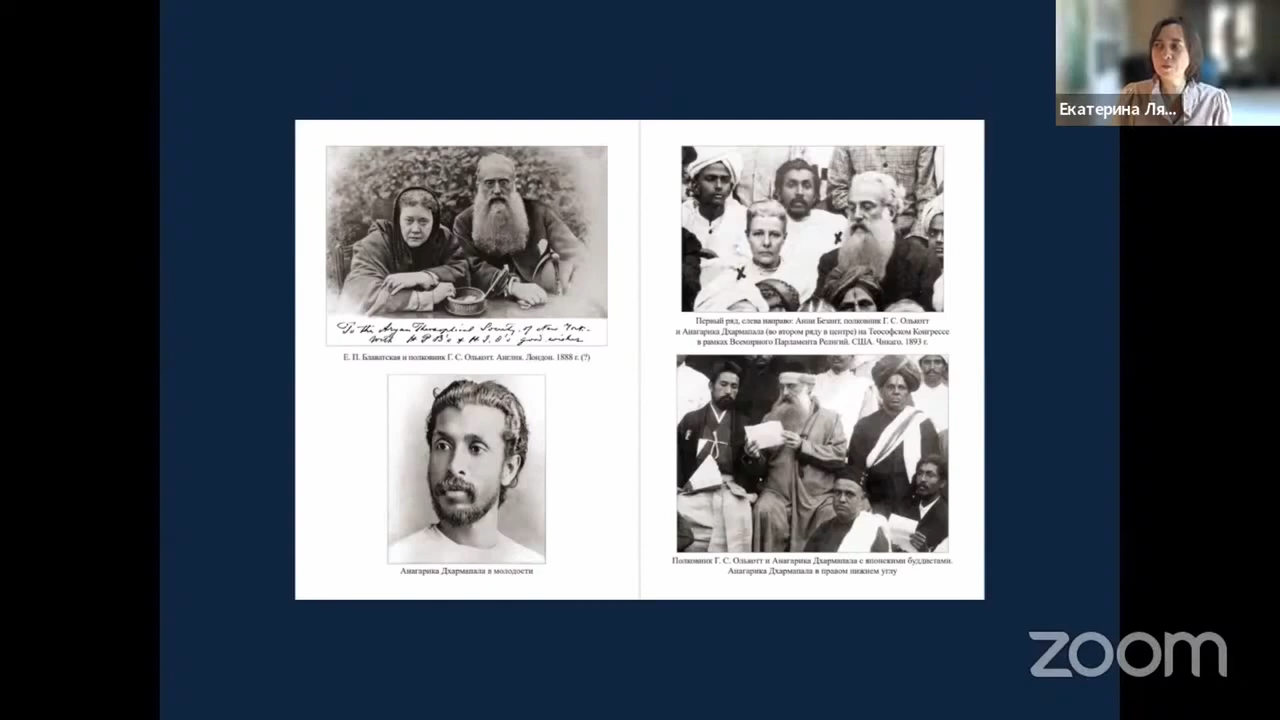 Екатерина Ля...
To the Aryan Theosophical Society of New York.
with H P B's & H. S. O's good wishes
Е. П. Блаватская и полковник Г. С. Олькотт. Англия. Лондон. 1888 г. (?)
Анагарика Дхармапала в молодости
Первый ряд, слева направо: Анни Безант, полковник Г. С. Олькотт
и Анагарика Дхармапала (во втором ряду в центре) на Теософском Конгрессе
в рамках Всемирного Парламента Религий. США. Чикаго. 1893 г.
Полковник Г. С. Олькотт и Анагарика Дхармапала с японскими буддистами.
Анагарика Дхармапала в правом нижнем углу
zoom